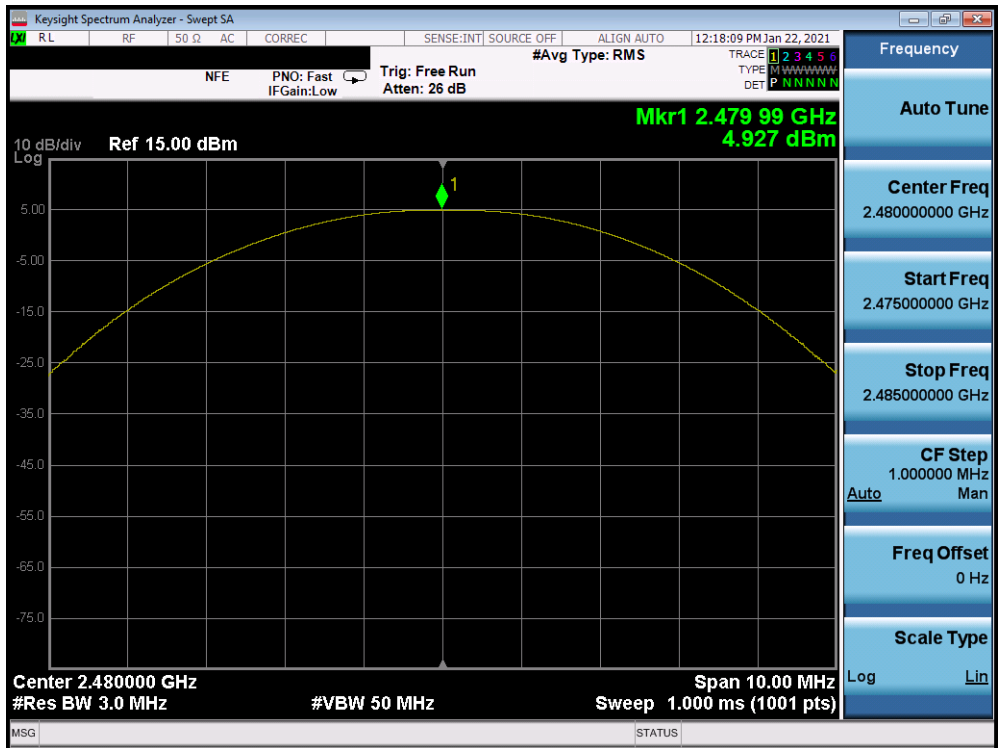 Keysight Spectrum Analyzer - Swept SA
LXI RL RF 50 Ω AC CORREC SENSE:INT SOURCE OFF ALIGN AUTO 12:18:09 PM Jan 22, 2021
#Avg Type: RMS
TRACE 1 2 3 4 5 6
TYPE M W W W W W
DET P N N N N N
NFE
PNO: Fast
IFGain:Low
Trig: Free Run
Atten: 26 dB
Mkr1 2.479 99 GHz
4.927 dBm
10 dB/div
Log
Ref 15.00 dBm
1
5.00
-5.00
-15.0
-25.0
-35.0
-45.0
-55.0
-65.0
-75.0
Center 2.480000 GHz
#Res BW 3.0 MHz
#VBW 50 MHz
Span 10.00 MHz
Sweep 1.000 ms (1001 pts)
MSG
STATUS
Frequency
Auto Tune
Center Freq
2.480000000 GHz
Start Freq
2.475000000 GHz
Stop Freq
2.485000000 GHz
CF Step
1.000000 MHz
Auto Man
Freq Offset
0 Hz
Scale Type
Log Lin